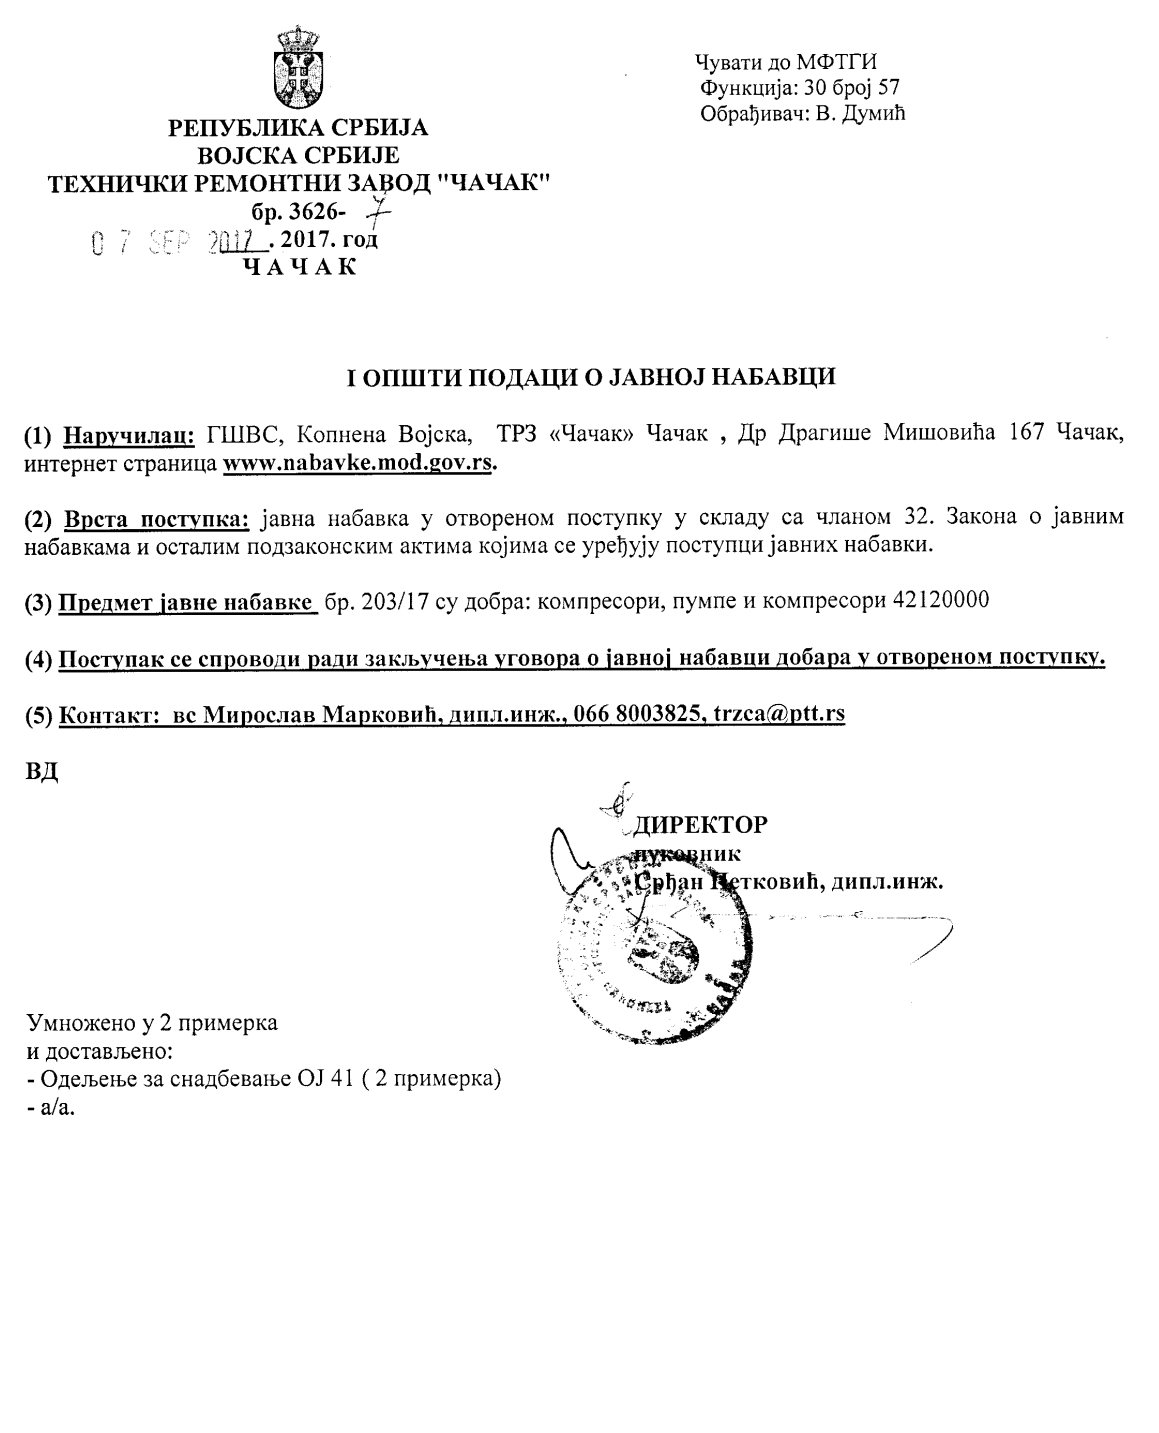 Чувати до МФТГИ
Функција: 30 број 57
Обрађивач: В. Думић
РЕПУБЛИКА СРБИЈА
ВОЈСКА СРБИЈЕ
ТЕХНИЧКИ РЕМОНТНИ ЗАВОД "ЧАЧАК"
бр. 3626- 7
07 SEP 2017. 2017. год
Ч А Ч А К
I ОПШТИ ПОДАЦИ О ЈАВНОЈ НАБАВЦИ
(1) Наручилац: ГШВС, Копнена Војска, ТРЗ «Чачак» Чачак , Др Драгише Мишовића 167 Чачак,
интернет страница www.nabavke.mod.gov.rs.
(2) Врста поступка: јавна набавка у отвореном поступку у складу са чланом 32. Закона о јавним
набавкама и осталим подзаконским актима којима се уређују поступци јавних набавки.
(3) Предмет јавне набавке бр. 203/17 су добра: компресори, пумпе и компресори 42120000
(4) Поступак се спроводи ради закључења уговора о јавној набавци добара у отвореном поступку.
(5) Контакт: вс Мирослав Марковић, дипл.инж., 066 8003825, trzca@ptt.rs
ВД
ДИРЕКТОР
пуковник
Срђан Петковић, дипл.инж.
Умножено у 2 примерка
и достављено:
- Одељење за снадбевање ОЈ 41 ( 2 примерка)
- а/а.